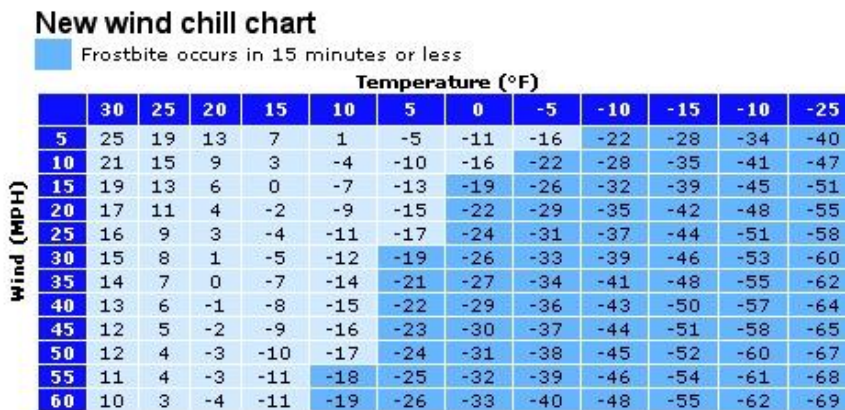 New wind chill chart
Frostbite occurs in 15 minutes or less
Temperature (°F)
30 25 20 15 10 5 0 -5 -10 -15 -10 -25
Wind (MPH)
5 25 19 13 7 1 -5 -11 -16 -22 -28 -34 -40
10 21 15 9 3 -4 -10 -16 -22 -28 -35 -41 -47
15 19 13 6 0 -7 -13 -19 -26 -32 -39 -45 -51
20 17 11 4 -2 -9 -15 -22 -29 -35 -42 -48 -55
25 16 9 3 -4 -11 -17 -24 -31 -37 -44 -51 -58
30 15 8 1 -5 -12 -19 -26 -33 -39 -46 -53 -60
35 14 7 0 -7 -14 -21 -27 -34 -41 -48 -55 -62
40 13 6 -1 -8 -15 -22 -29 -36 -43 -50 -57 -64
45 12 5 -2 -9 -16 -23 -30 -37 -44 -51 -58 -65
50 12 4 -3 -10 -17 -24 -31 -38 -45 -52 -60 -67
55 11 4 -3 -11 -18 -25 -32 -39 -46 -54 -61 -68
60 10 3 -4 -11 -19 -26 -33 -40 -48 -55 -62 -69